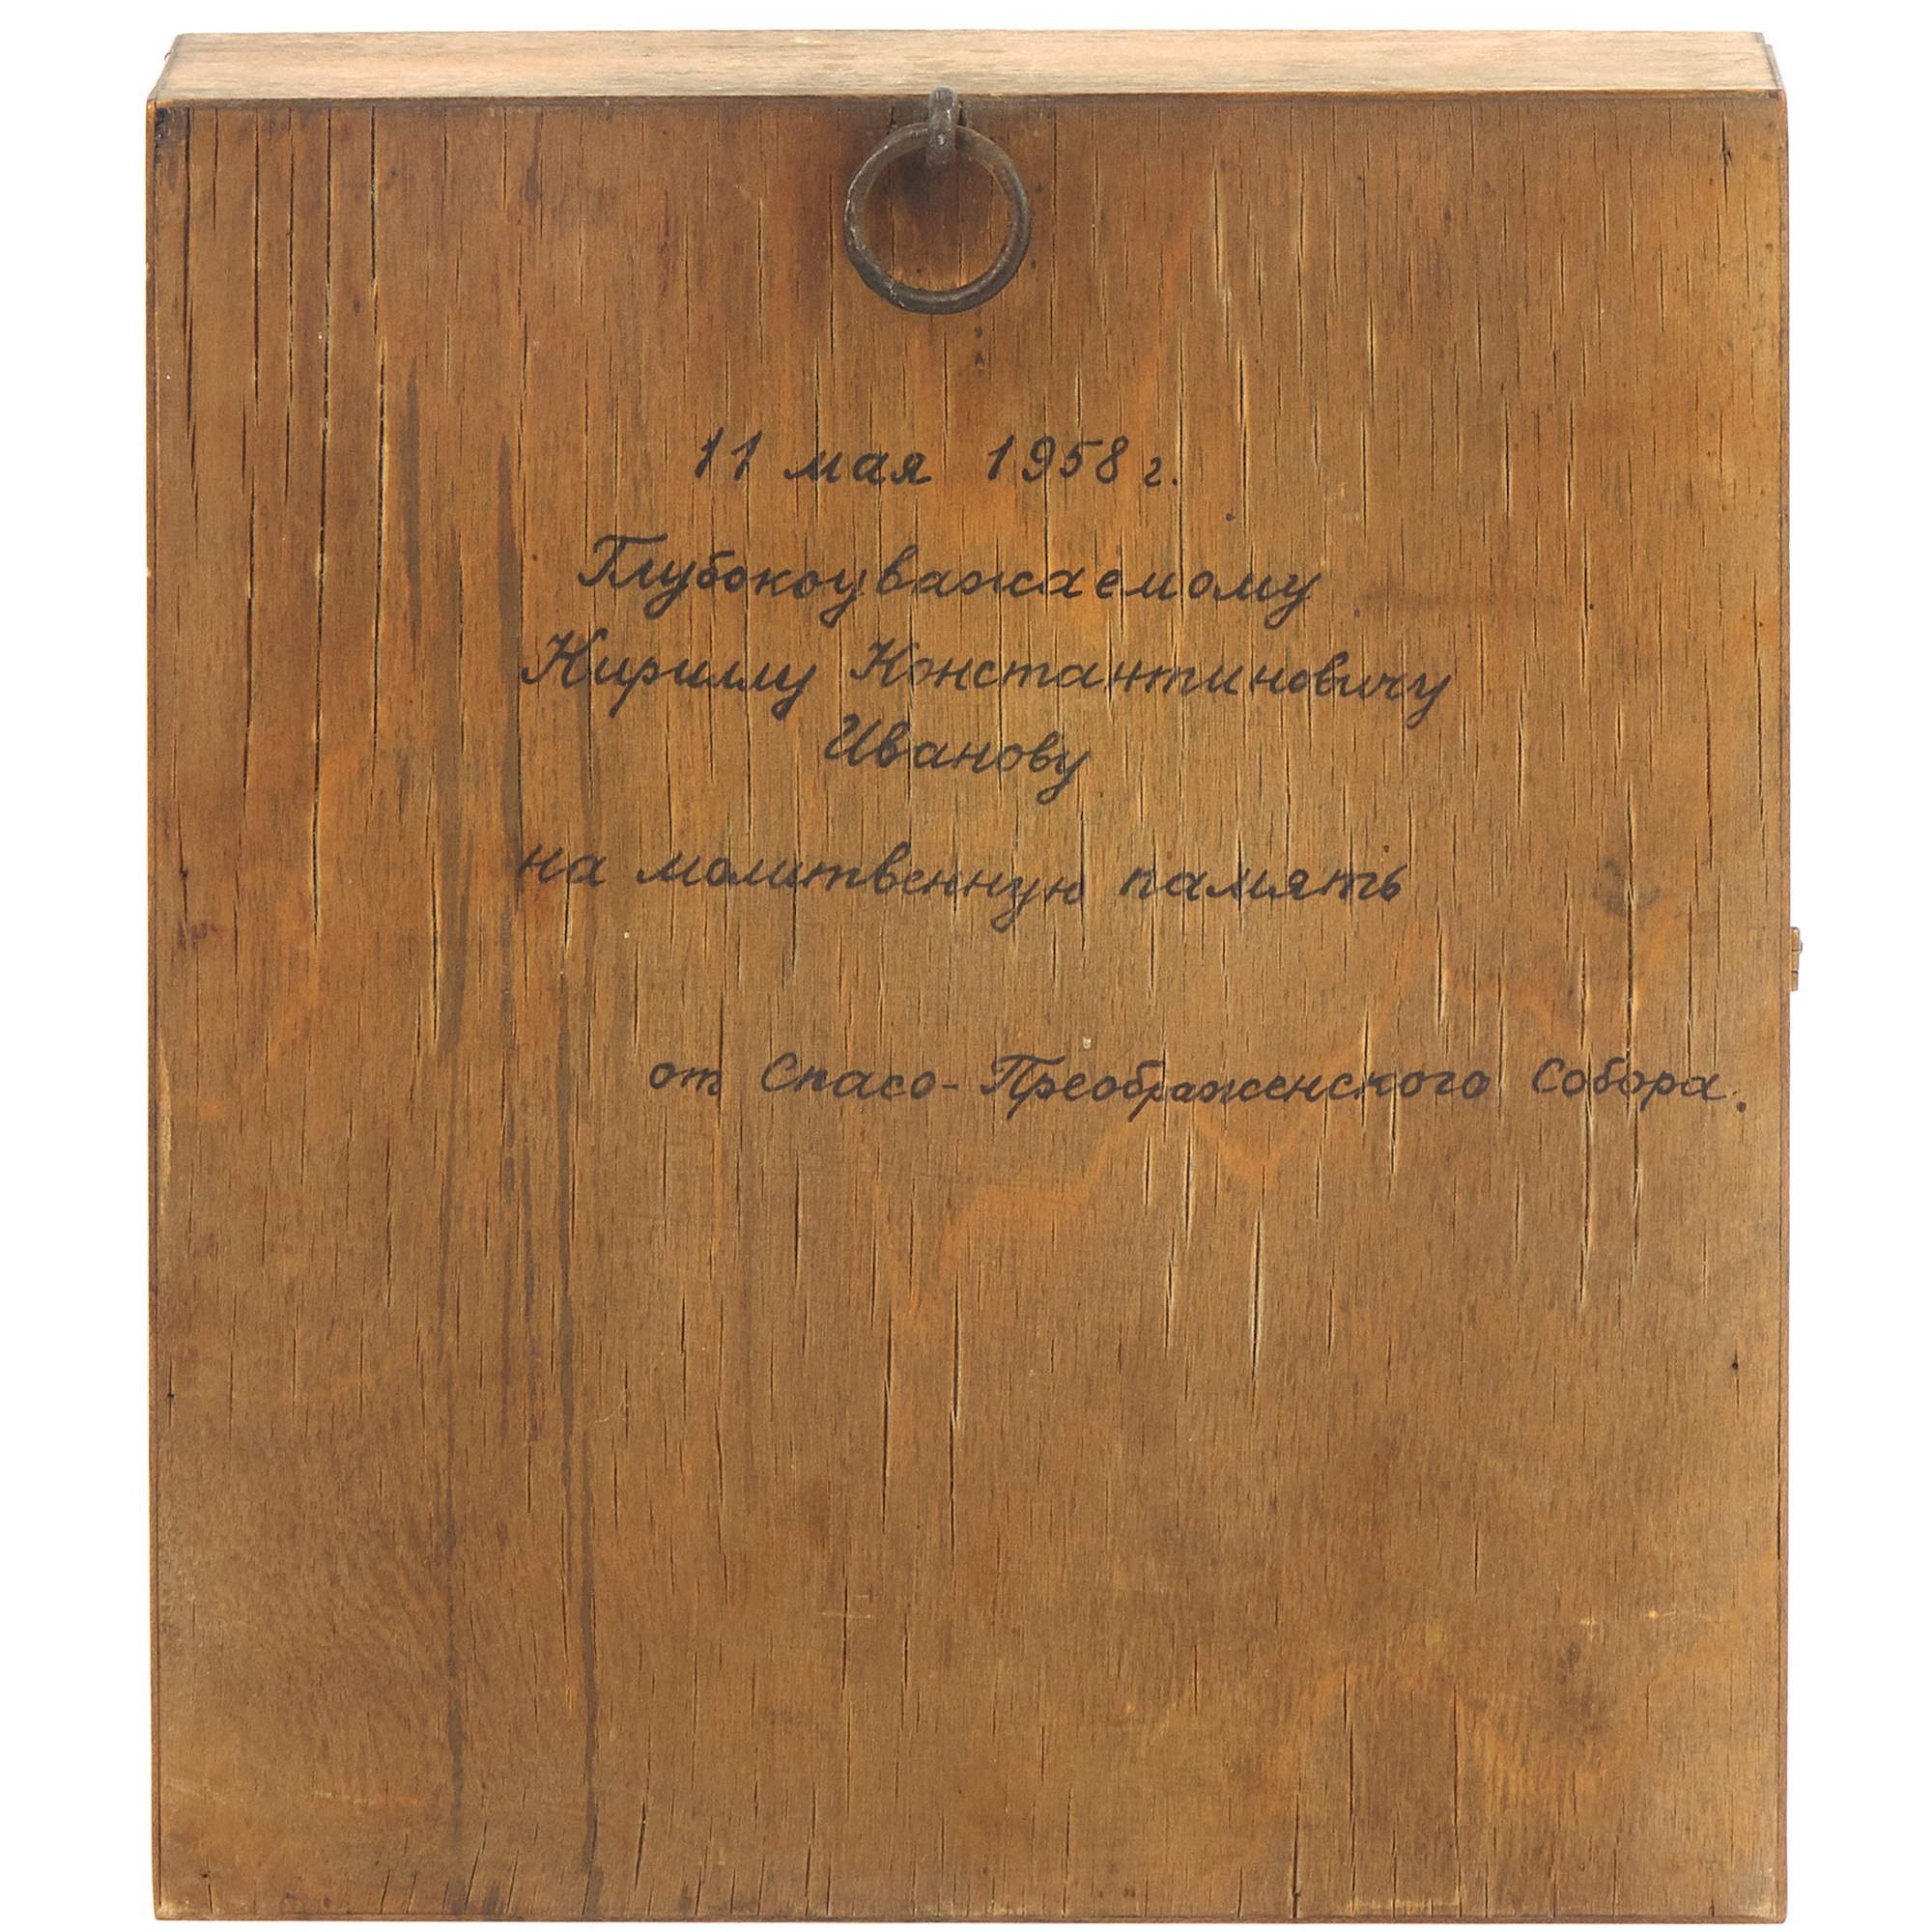 11 мая 1958 г.
Глубокоуважаемому
Кириллу Константиновичу
Иванову
на молитвенную память
от Спасо-Преображенского Собора.